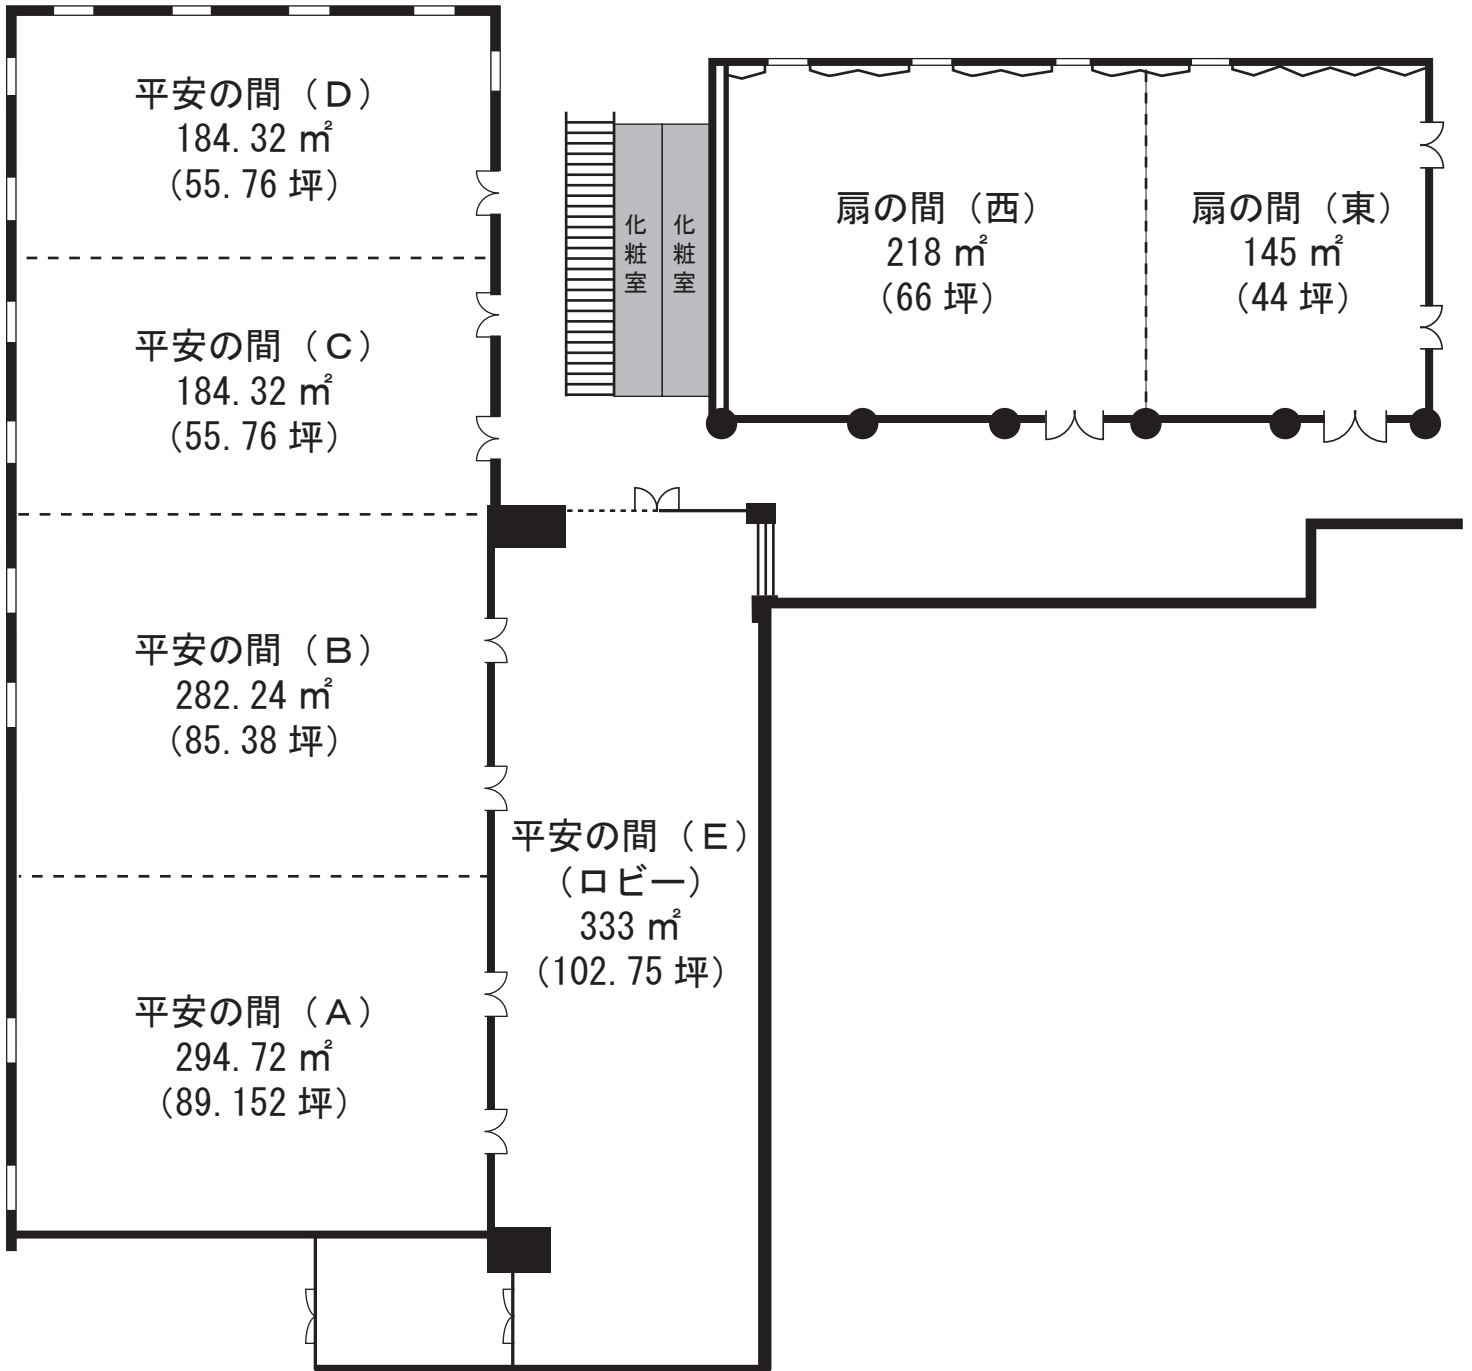 平安の間（D）
184.32 ㎡
(55.76 坪)
平安の間（C）
184.32 ㎡
(55.76 坪)
平安の間（B）
282.24 ㎡
(85.38 坪)
平安の間（A）
294.72 ㎡
(89.152 坪)
平安の間（E）
(ロビー)
333 ㎡
(102.75 坪)
化粧室
化粧室
扇の間（西）
218 ㎡
(66 坪)
扇の間（東）
145 ㎡
(44 坪)